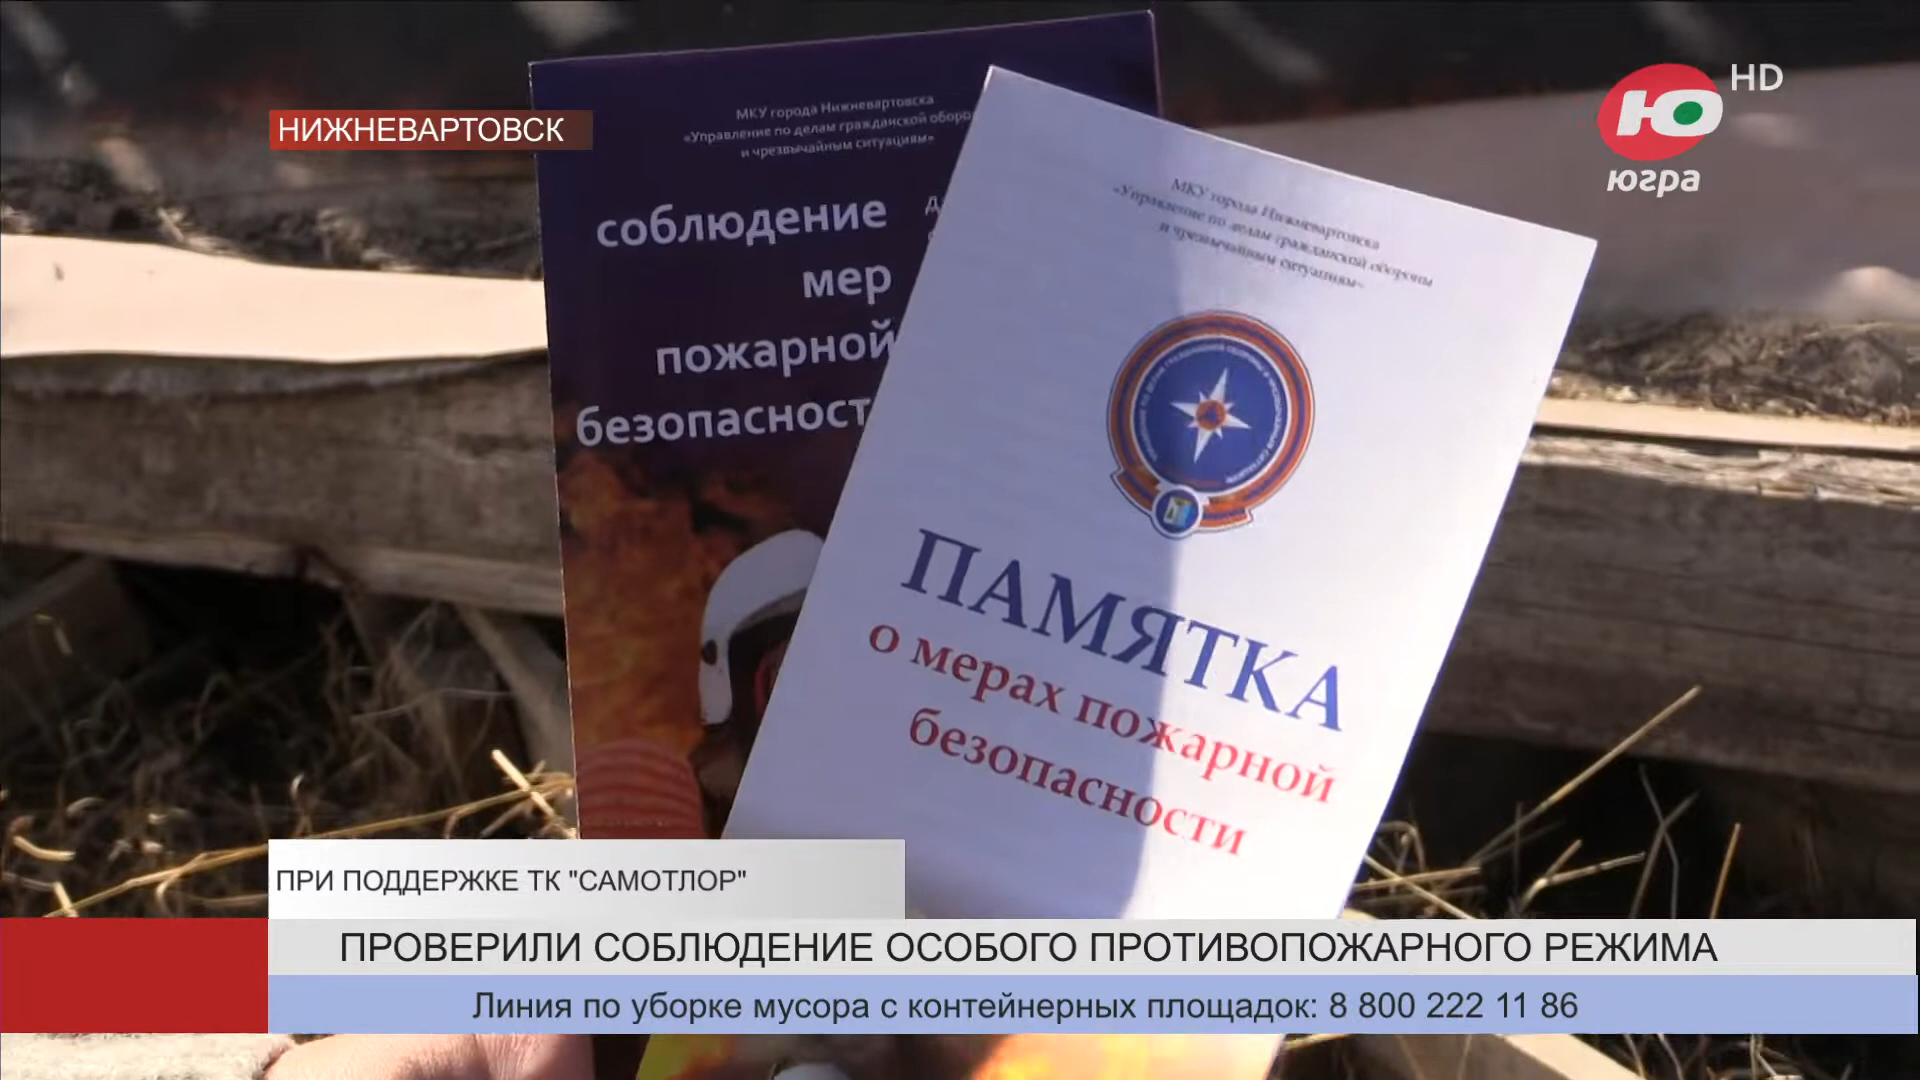 НИЖНЕВАРТОВСК
HD
Ю
югра
МКУ города Нижневартовска
«Управление по делам гражданской оборо
и чрезвычайным ситуациям»
соблюдение
мер
пожарной
безопасност
МКУ города Нижневартовска
«Управление по делам гражданской обороны
и чрезвычайным ситуациям»
ПАМЯТКА
о мерах пожарной
безопасности
ПРИ ПОДДЕРЖКЕ ТК "САМОТЛОР"
ПРОВЕРИЛИ СОБЛЮДЕНИЕ ОСОБОГО ПРОТИВОПОЖАРНОГО РЕЖИМА
Линия по уборке мусора с контейнерных площадок: 8 800 222 11 86